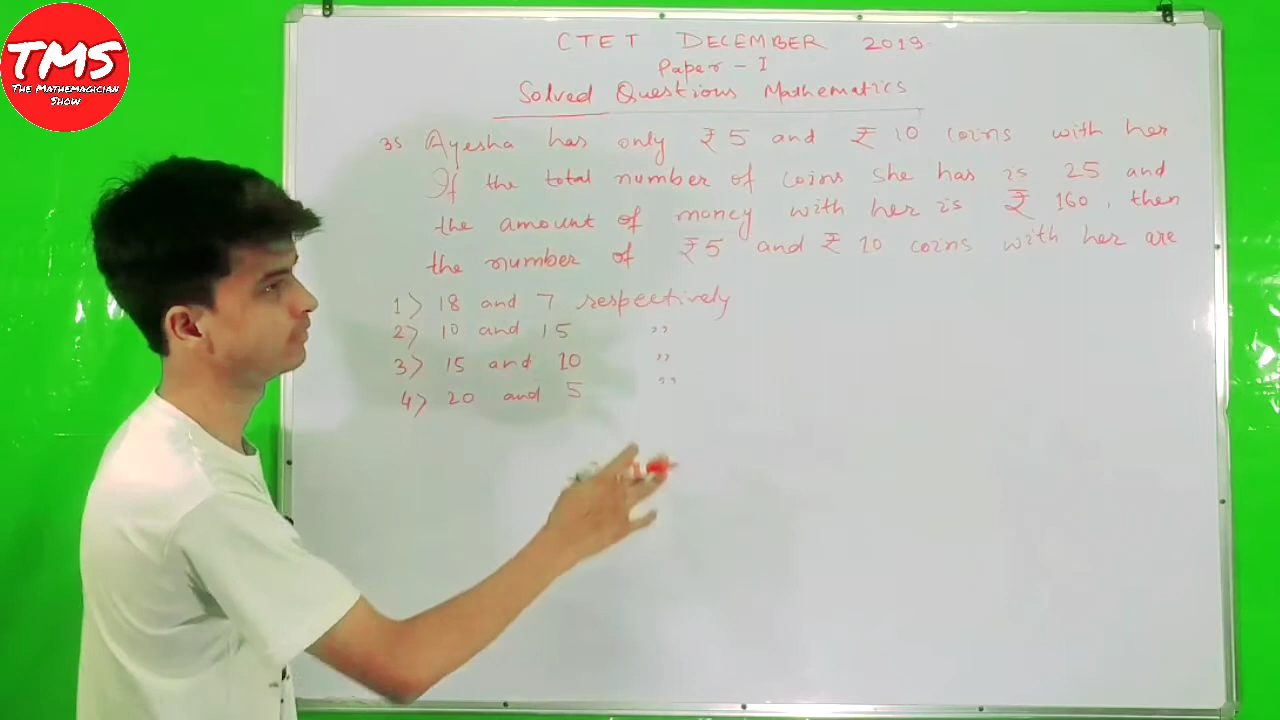 TMS
THE MATHEMAGICIAN
SHOW
CTET DECEMBER 2019
Paper - I
Solved Questions Mathematics
35 Ayesha has only ₹5 and ₹ 10 coins with her
If the total number of coins she has is 25 and
the amount of money with her is ₹ 160, then
the number of ₹5 and ₹ 10 coins with her are
1) 18 and 7 respectively
2) 10 and 15 ,,
3) 15 and 10 ,,
4) 20 and 5 ,,